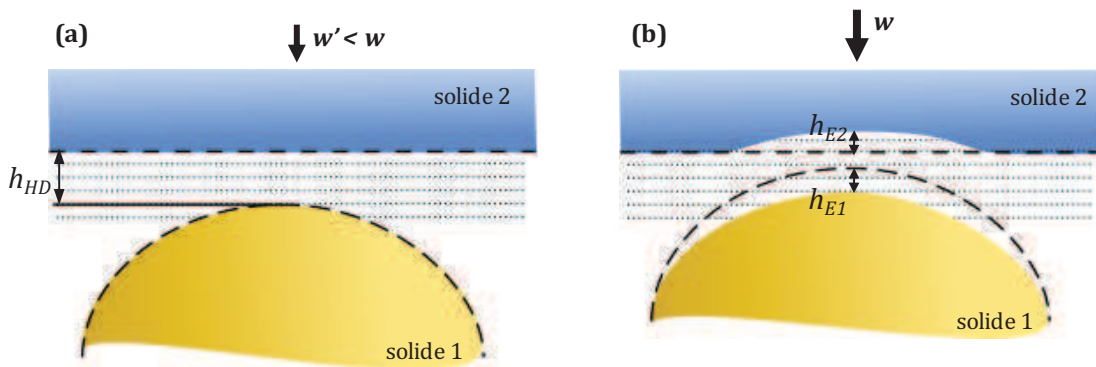 (a)
w' < w
solide 2
h_HD
solide 1
(b)
w
solide 2
h_E2
h_E1
solide 1